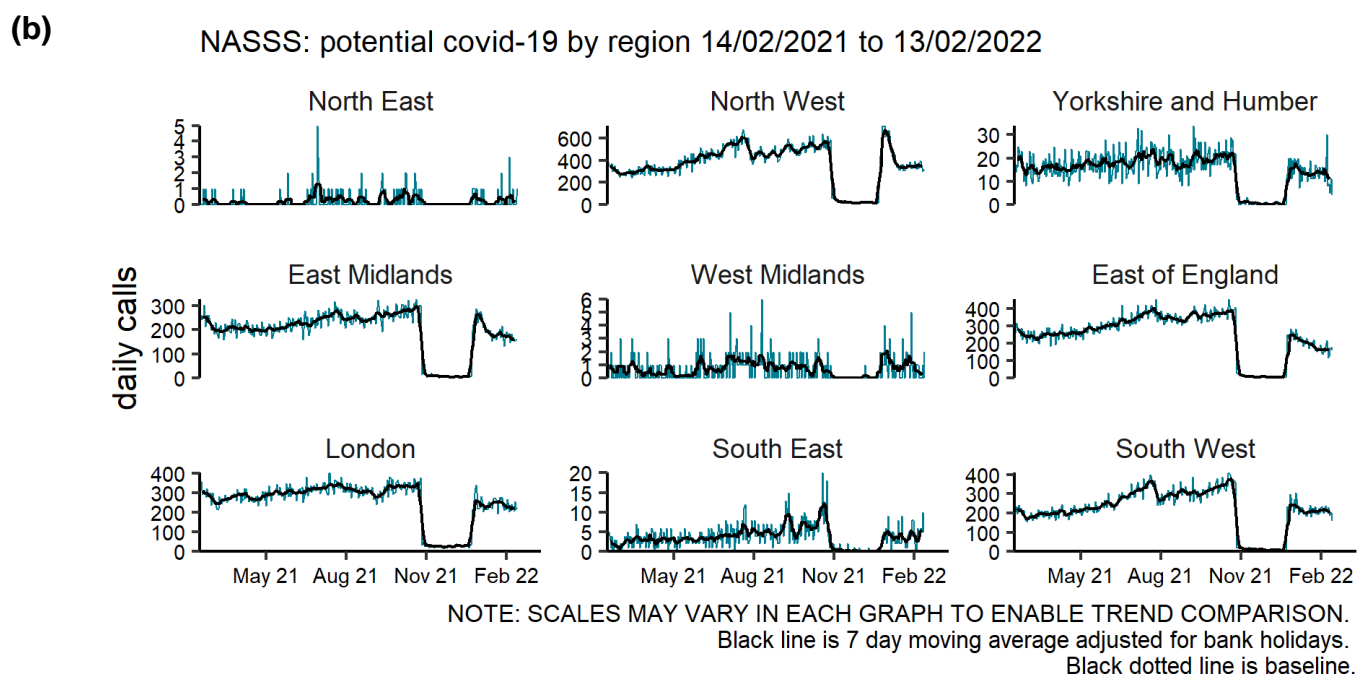 (b)
NASSS: potential covid-19 by region 14/02/2021 to 13/02/2022
North East
North West
Yorkshire and Humber
5
4
3
2
1
0
600
400
200
0
30
20
10
0
daily calls
East Midlands
West Midlands
East of England
300
200
100
0
6
5
4
3
2
1
0
400
300
200
100
0
London
South East
South West
400
300
200
100
0
20
15
10
5
0
400
300
200
100
0
May 21 Aug 21 Nov 21 Feb 22
May 21 Aug 21 Nov 21 Feb 22
May 21 Aug 21 Nov 21 Feb 22
NOTE: SCALES MAY VARY IN EACH GRAPH TO ENABLE TREND COMPARISON.
Black line is 7 day moving average adjusted for bank holidays.
Black dotted line is baseline.